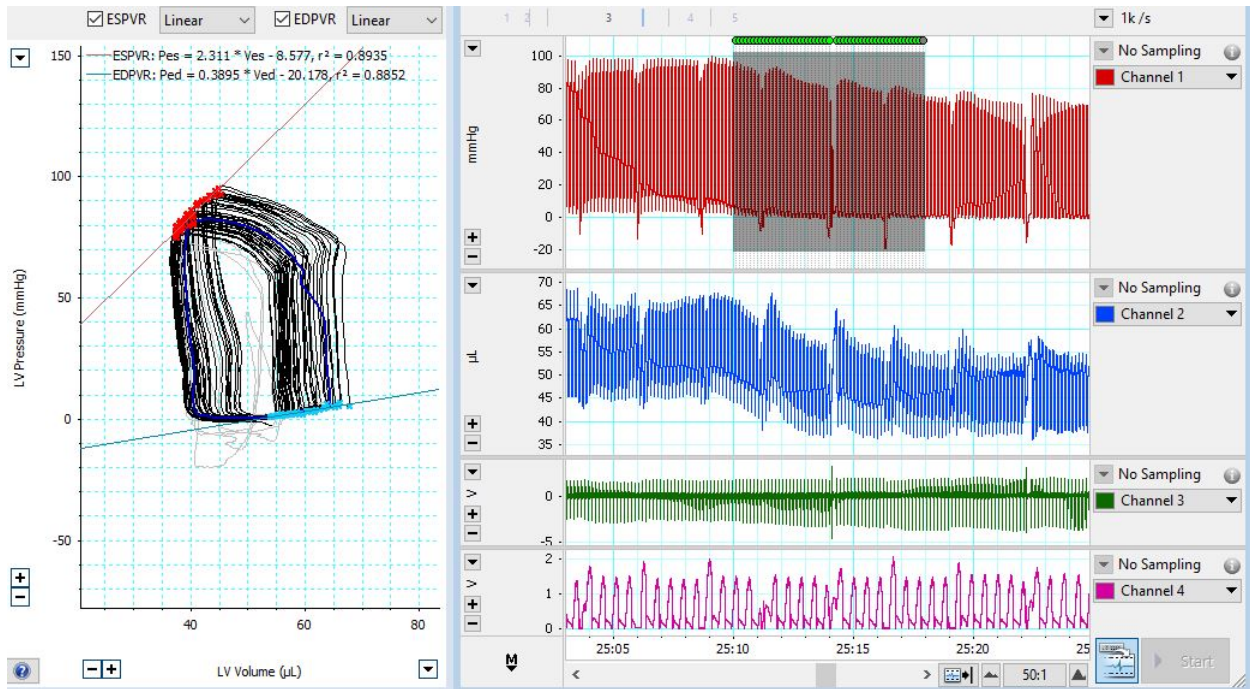 ESPVR Linear EDPVR Linear
ESPVR: Pes = 2.311 * Ves - 8.577, r² = 0.8935
EDPVR: Ped = 0.3895 * Ved - 20.178, r² = 0.8852
150
100
50
0
-50
LV Pressure (mmHg)
40 60 80
LV Volume (µL)
1 2 3 4 5
1k /s
100
80
60
40
20
0
-20
mmHg
No Sampling
Channel 1
70
65
60
55
50
45
40
35
µL
No Sampling
Channel 2
0
-5
V
No Sampling
Channel 3
2
1
0
V
No Sampling
Channel 4
25:05 25:10 25:15 25:20 25
M
50:1
Start